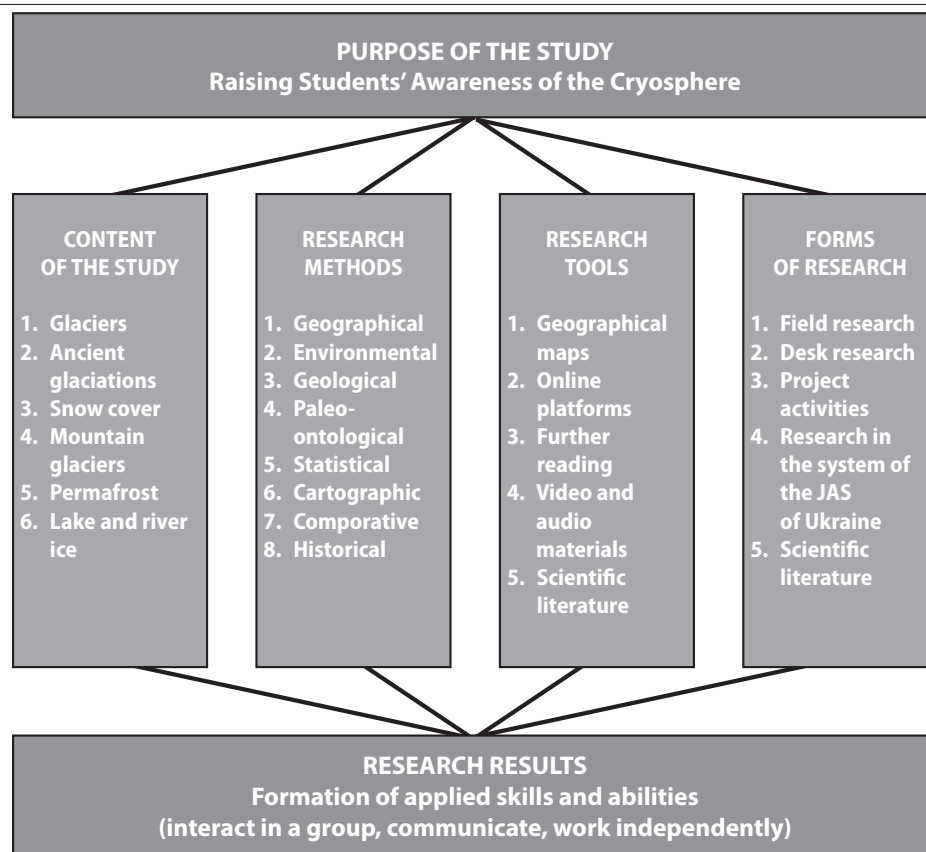 PURPOSE OF THE STUDY
Raising Students’ Awareness of the Cryosphere
CONTENT
OF THE STUDY
1. Glaciers
2. Ancient
glaciations
3. Snow cover
4. Mountain
glaciers
5. Permafrost
6. Lake and river
ice
RESEARCH
METHODS
1. Geographical
2. Environmental
3. Geological
4. Paleo-
ontological
5. Statistical
6. Cartographic
7. Comporative
8. Historical
RESEARCH
TOOLS
1. Geographical
maps
2. Online
platforms
3. Further
reading
4. Video and
audio
materials
5. Scientific
literature
FORMS
OF RESEARCH
1. Field research
2. Desk research
3. Project
activities
4. Research in
the system of
the JAS
of Ukraine
5. Scientific
literature
RESEARCH RESULTS
Formation of applied skills and abilities
(interact in a group, communicate, work independently)